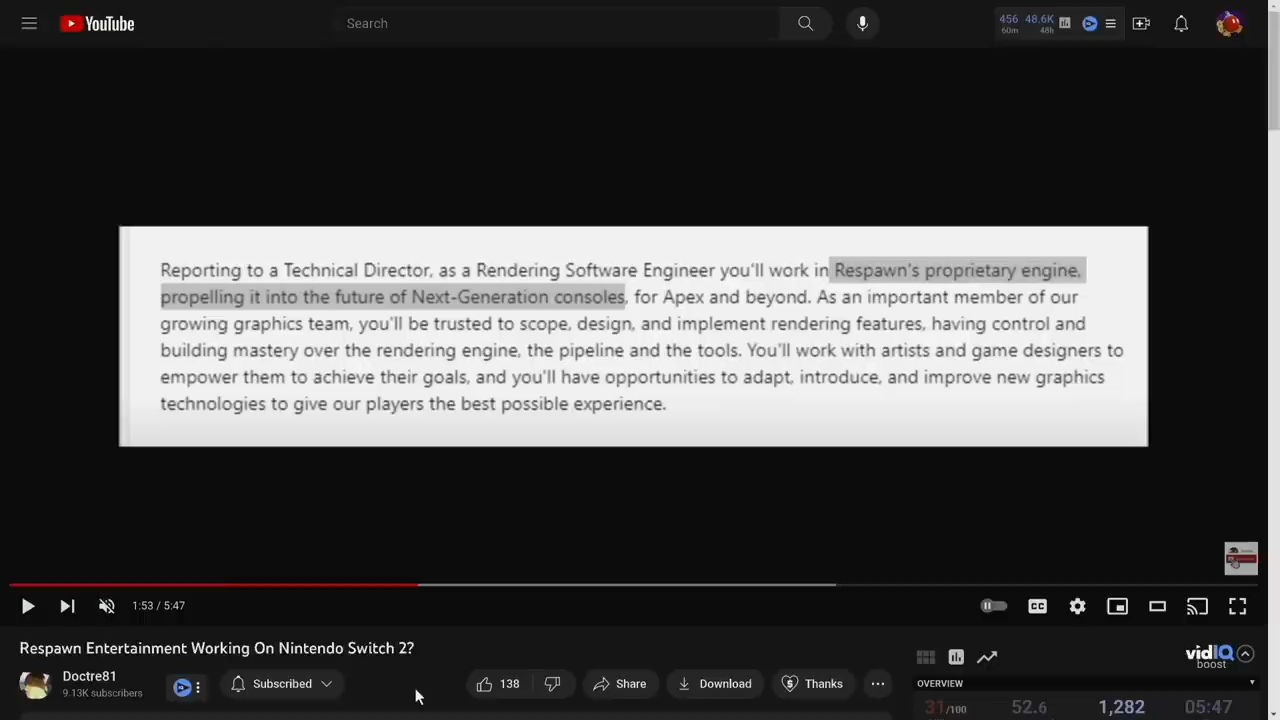 YouTube
Search
456 48.6K
60m 48h
Reporting to a Technical Director, as a Rendering Software Engineer you'll work in Respawn's proprietary engine,
propelling it into the future of Next-Generation consoles, for Apex and beyond. As an important member of our
growing graphics team, you'll be trusted to scope, design, and implement rendering features, having control and
building mastery over the rendering engine, the pipeline and the tools. You'll work with artists and game designers to
empower them to achieve their goals, and you'll have opportunities to adapt, introduce, and improve new graphics
technologies to give our players the best possible experience.
1:53 / 5:47
CC
Respawn Entertainment Working On Nintendo Switch 2?
Doctre81
9.13K subscribers
Subscribed
138
Share
Download
Thanks
vidIQ
boost
OVERVIEW
31/100 52.6 1,282 05:47